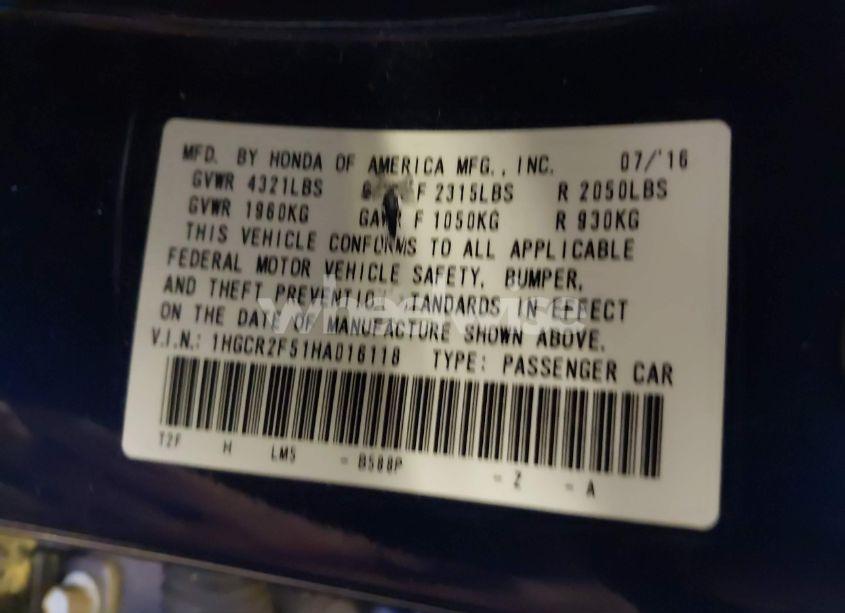 MFD. BY HONDA OF AMERICA MFG., INC. 07/'16
GVWR 4321LBS F 2315LBS R 2050LBS
GVWR 1960KG GAWR F 1050KG R 930KG
THIS VEHICLE CONFORMS TO ALL APPLICABLE
FEDERAL MOTOR VEHICLE SAFETY, BUMPER,
AND THEFT PREVENTION STANDARDS IN EFFECT
ON THE DATE OF MANUFACTURE SHOWN ABOVE.
V.I.N.: 1HGCR2F51HA016118 TYPE: PASSENGER CAR
T2F H LM5 - B588P - Z - A